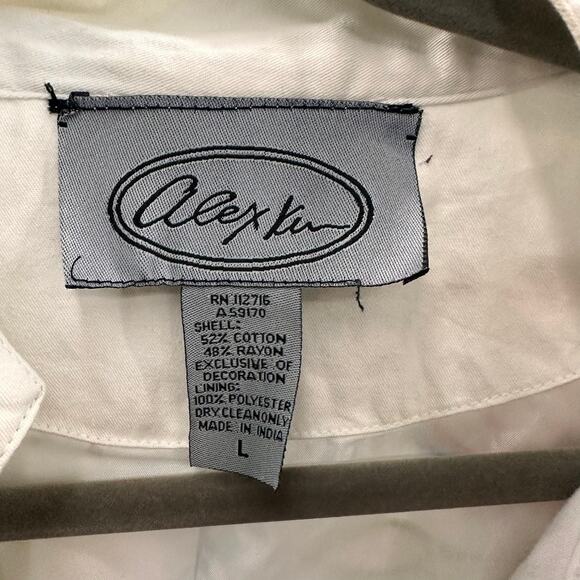 alex kim
RN 112716
A 59170
SHELL:
52% COTTON
48% RAYON
EXCLUSIVE OF
DECORATION
LINING:
100% POLYESTER
DRY CLEAN ONLY
MADE IN INDIA
L